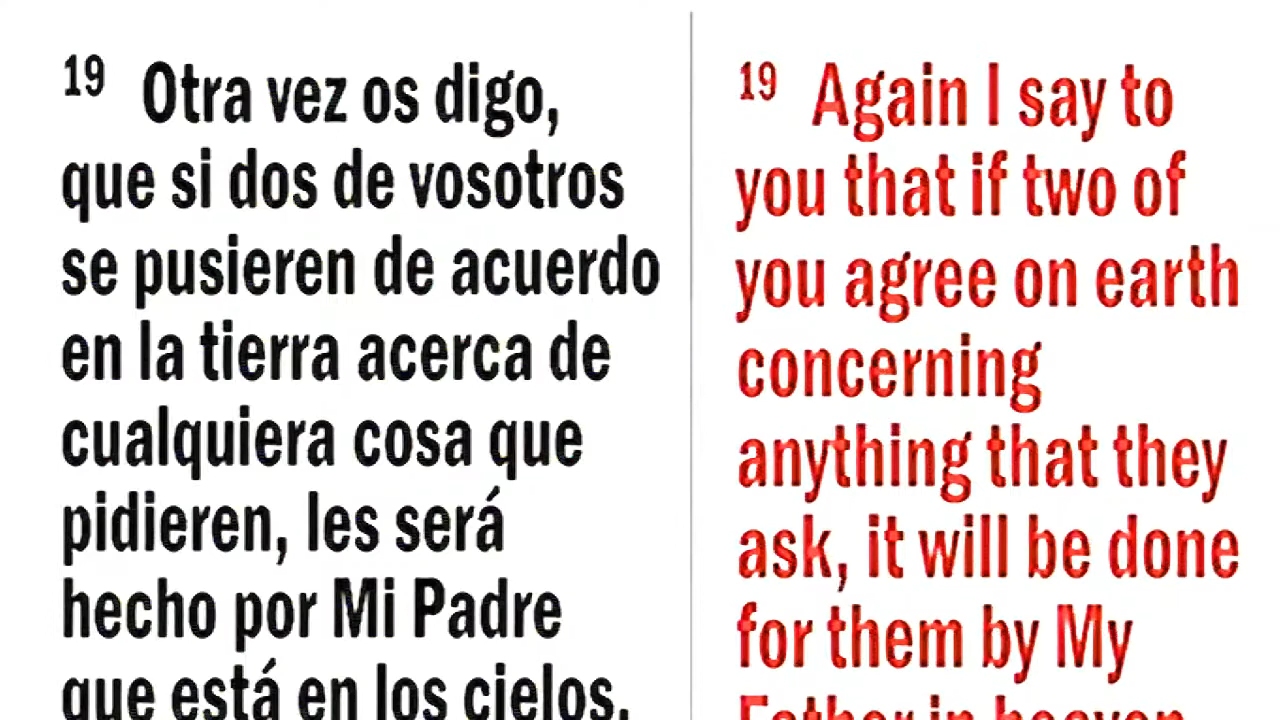 19 Otra vez os digo,
que si dos de vosotros
se pusieren de acuerdo
en la tierra acerca de
cualquiera cosa que
pidieren, les será
hecho por Mi Padre
que está en los cielos.
19 Again I say to
you that if two of
you agree on earth
concerning
anything that they
ask, it will be done
for them by My
Father in heaven